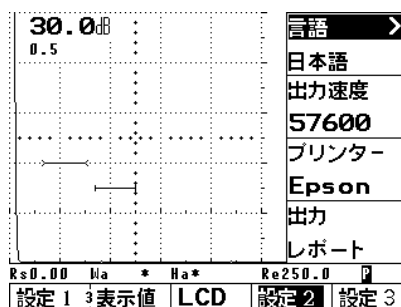 30.0dB
0.5
言語 >
日本語
出力速度
57600
プリンター
Epson
出力
レポート
Rs0.00 Wa * Ha* Re250.0 P
設定 1 3 表示値 LCD 設定 2 設定 3